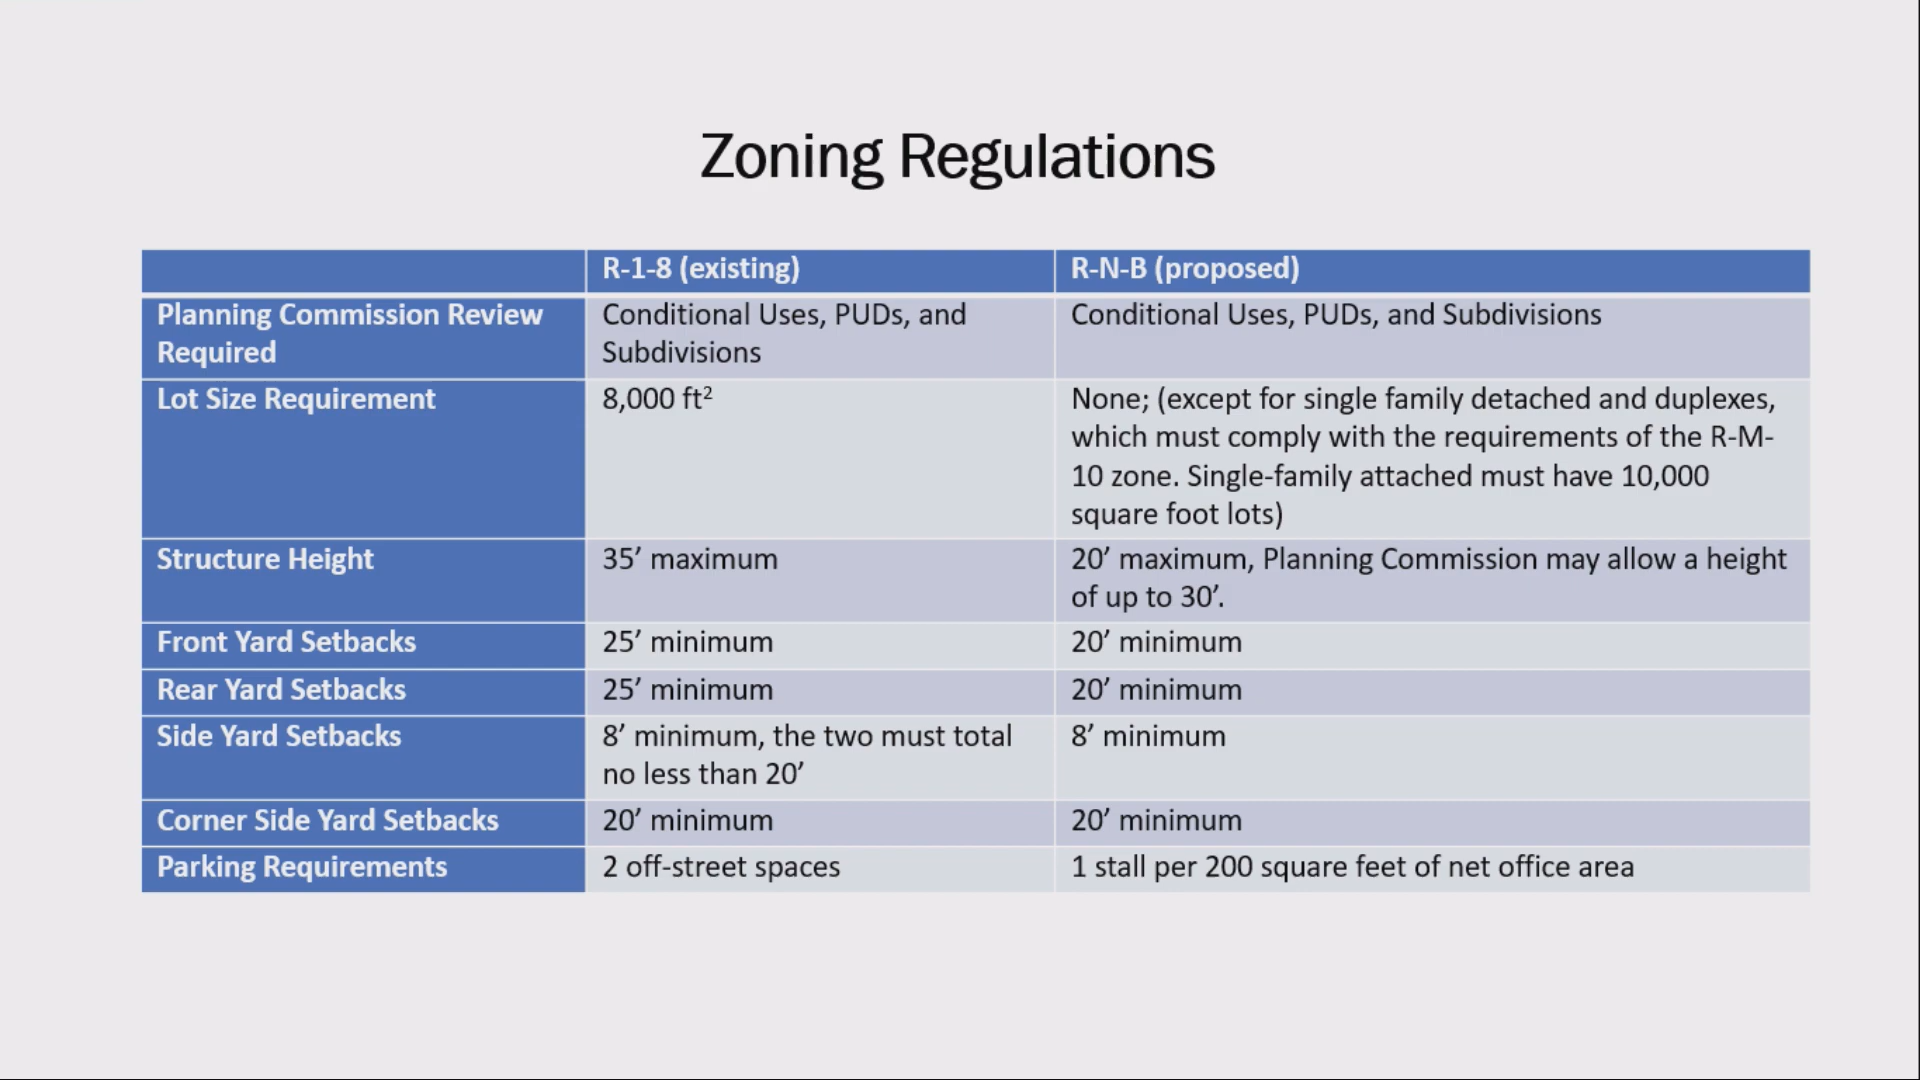 Zoning Regulations
R-1-8 (existing)
R-N-B (proposed)
Planning Commission Review
Required
Conditional Uses, PUDs, and
Subdivisions
Conditional Uses, PUDs, and Subdivisions
Lot Size Requirement
8,000 ft²
None; (except for single family detached and duplexes,
which must comply with the requirements of the R-M-
10 zone. Single-family attached must have 10,000
square foot lots)
Structure Height
35’ maximum
20’ maximum, Planning Commission may allow a height
of up to 30’.
Front Yard Setbacks
25’ minimum
20’ minimum
Rear Yard Setbacks
25’ minimum
20’ minimum
Side Yard Setbacks
8’ minimum, the two must total
no less than 20’
8’ minimum
Corner Side Yard Setbacks
20’ minimum
20’ minimum
Parking Requirements
2 off-street spaces
1 stall per 200 square feet of net office area